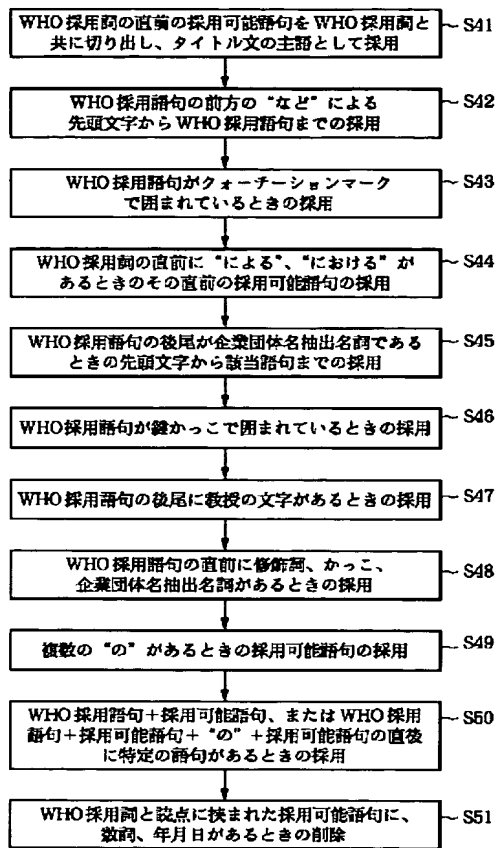 WHO採用詞の直前の採用可能語句をWHO採用詞と
共に切り出し、タイトル文の主語として採用
S41
WHO採用語句の前方の“など”による
先頭文字からWHO採用語句までの採用
S42
WHO採用語句がクォーテーションマーク
で囲まれているときの採用
S43
WHO採用詞の直前に“による”、“における”が
あるときのその直前の採用可能語句の採用
S44
WHO採用語句の後尾が企業団体名抽出名詞である
ときの先頭文字から該当語句までの採用
S45
WHO採用語句が鍵かっこで囲まれているときの採用
S46
WHO採用語句の後尾に教授の文字があるときの採用
S47
WHO採用語句の直前に修飾詞、かっこ、
企業団体名抽出名詞があるときの採用
S48
複数の“の”があるときの採用可能語句の採用
S49
WHO採用語句+採用可能語句、またはWHO採用
語句+採用可能語句+“の”+採用可能語句の直後
に特定の語句があるときの採用
S50
WHO採用詞と読点に挟まれた採用可能語句に、
数詞、年月日があるときの削除
S51